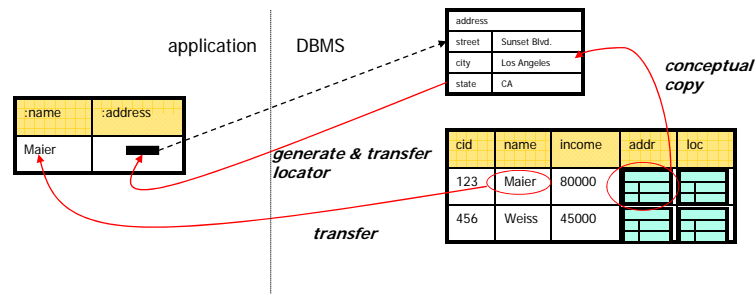 application
DBMS
address
street Sunset Blvd.
city Los Angeles
state CA
conceptual
copy
:name :address
Maier
generate & transfer
locator
transfer
cid name income addr loc
123 Maier 80000
456 Weiss 45000